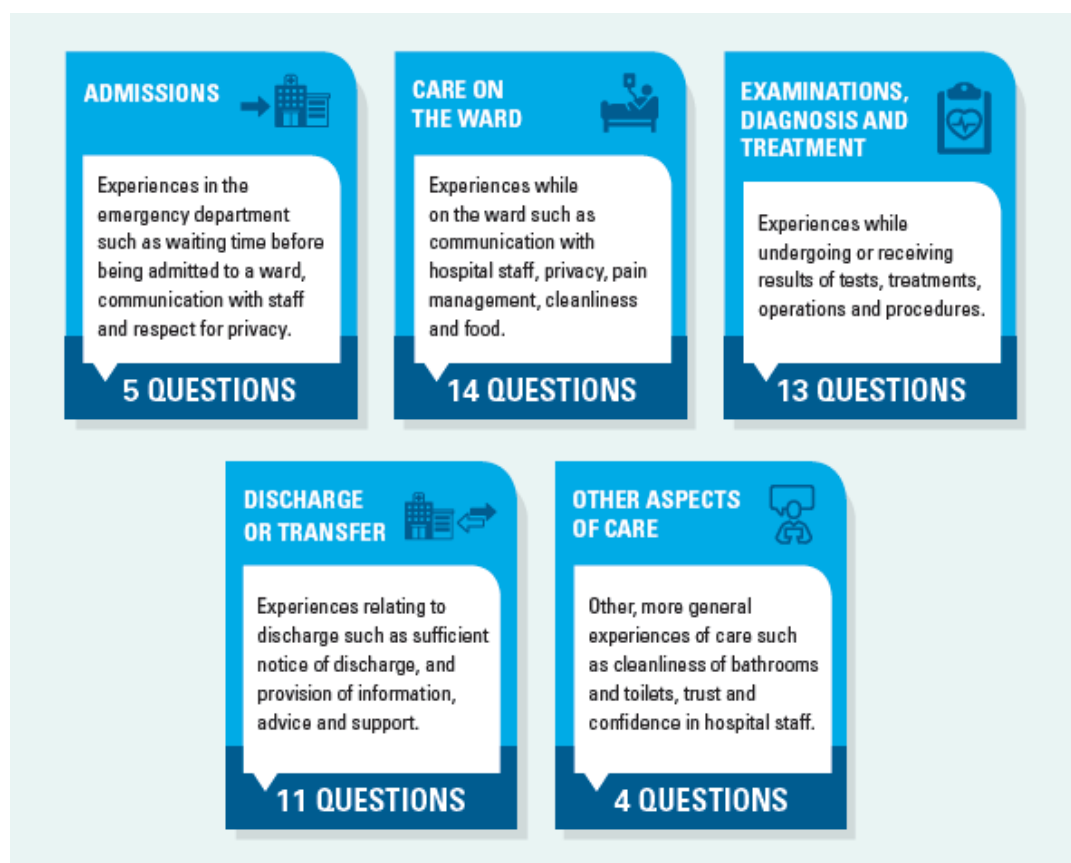 ADMISSIONS
Experiences in the
emergency department
such as waiting time before
being admitted to a ward,
communication with staff
and respect for privacy.
5 QUESTIONS
CARE ON
THE WARD
Experiences while
on the ward such as
communication with
hospital staff, privacy, pain
management, cleanliness
and food.
14 QUESTIONS
EXAMINATIONS,
DIAGNOSIS AND
TREATMENT
Experiences while
undergoing or receiving
results of tests, treatments,
operations and procedures.
13 QUESTIONS
DISCHARGE
OR TRANSFER
Experiences relating to
discharge such as sufficient
notice of discharge, and
provision of information,
advice and support.
11 QUESTIONS
OTHER ASPECTS
OF CARE
Other, more general
experiences of care such
as cleanliness of bathrooms
and toilets, trust and
confidence in hospital staff.
4 QUESTIONS